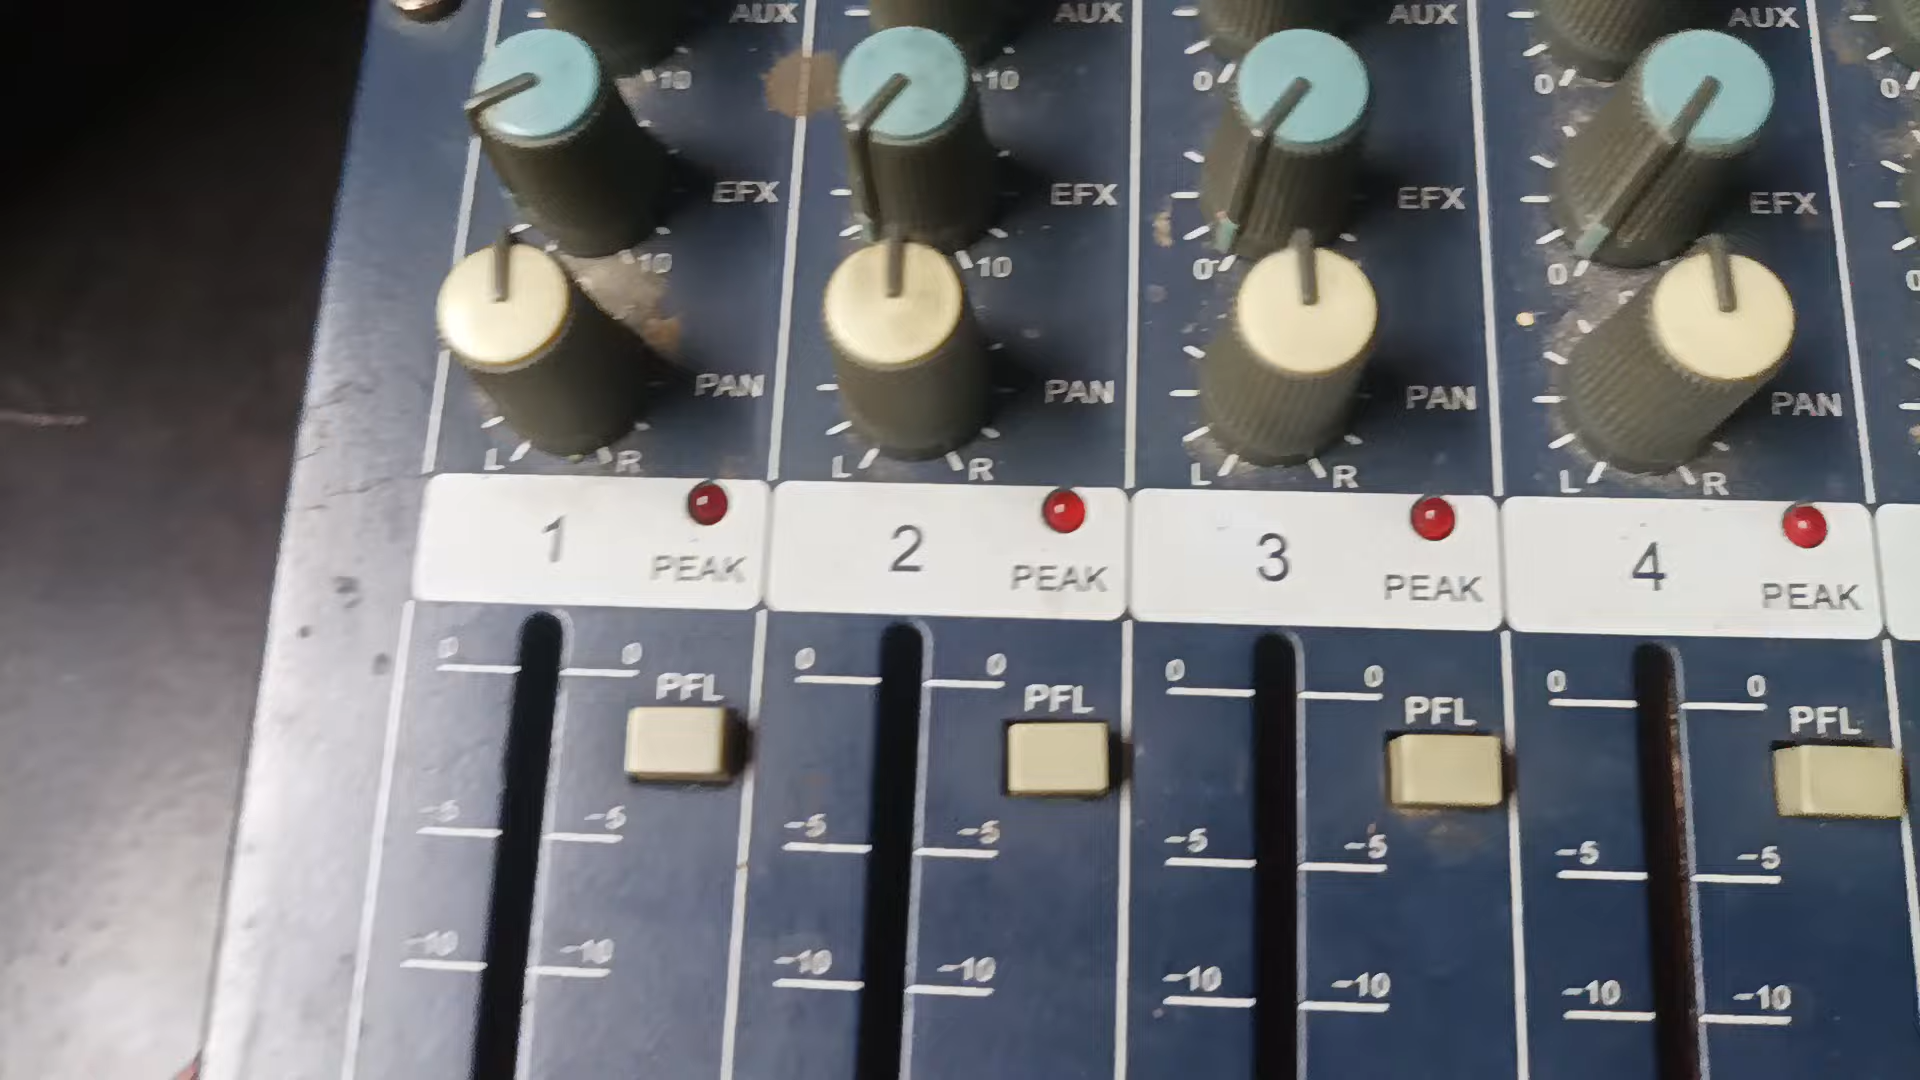 AUX AUX AUX AUX
10 10 0 0 0
EFX EFX EFX EFX
10 10 0 0 0
PAN PAN PAN PAN
L R L R L R L R
1 2 3 4
PEAK PEAK PEAK PEAK
0 0 0 0 0 0 0 0
PFL PFL PFL PFL
-5 -5 -5 -5 -5 -5 -5 -5
-10 -10 -10 -10 -10 -10 -10 -10